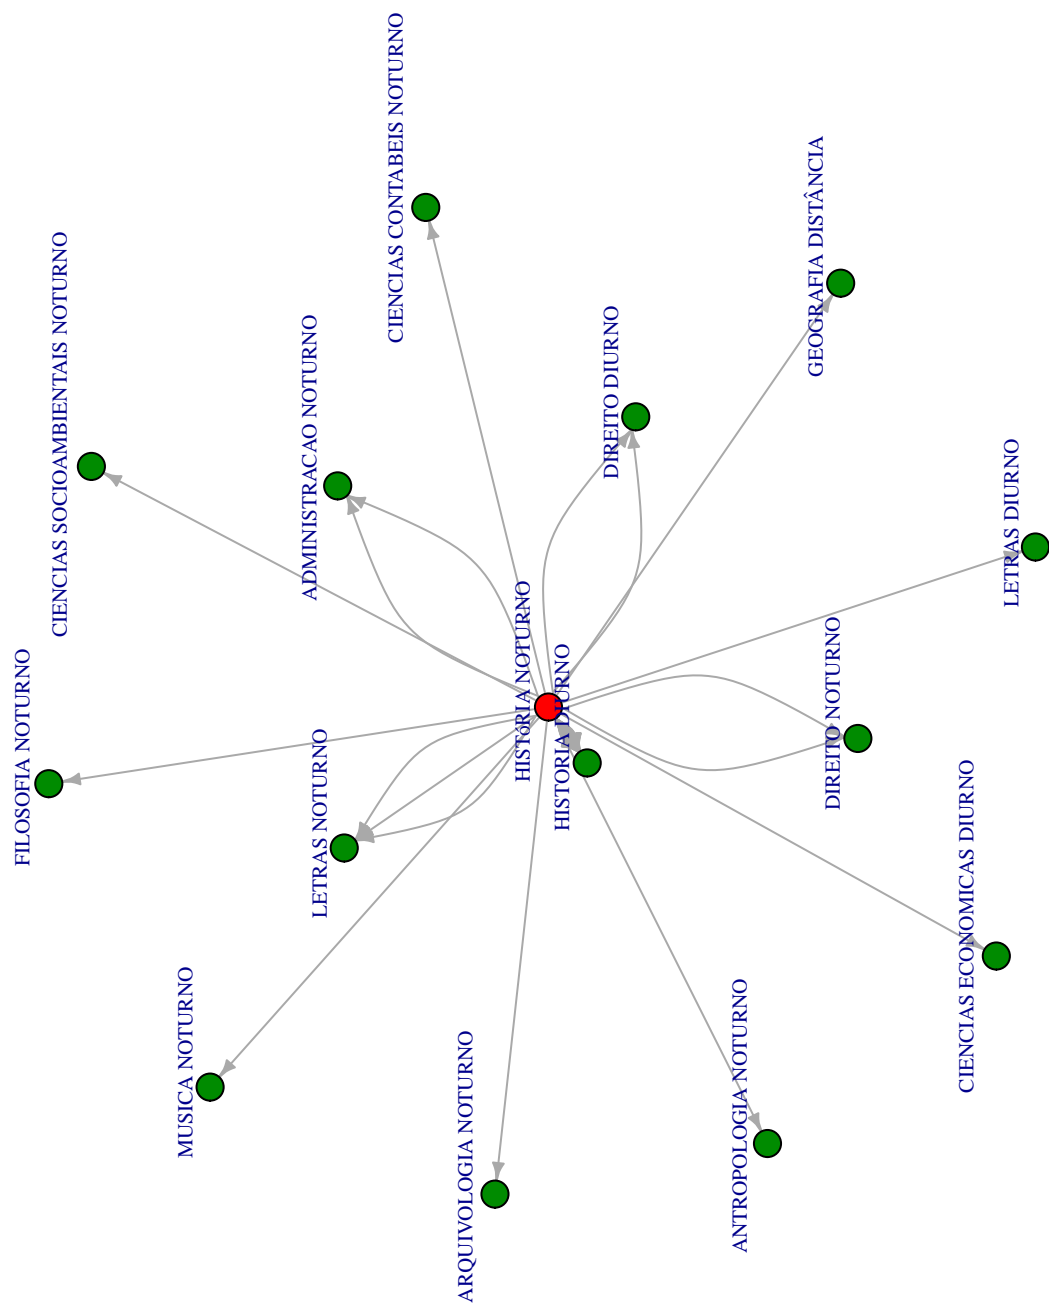 CIENCIAS CONTABEIS NOTURNO
GEOGRAFIA DISTÂNCIA
CIENCIAS SOCIOAMBIENTAIS NOTURNO
DIREITO DIURNO
ADMINISTRACAO NOTURNO
LETRAS DIURNO
HISTóRIA NOTURNO
DIREITO NOTURNO
HISTORIA DIURNO
FILOSOFIA NOTURNO
LETRAS NOTURNO
CIENCIAS ECONOMICAS DIURNO
MUSICA NOTURNO
ANTROPOLOGIA NOTURNO
ARQUIVOLOGIA NOTURNO